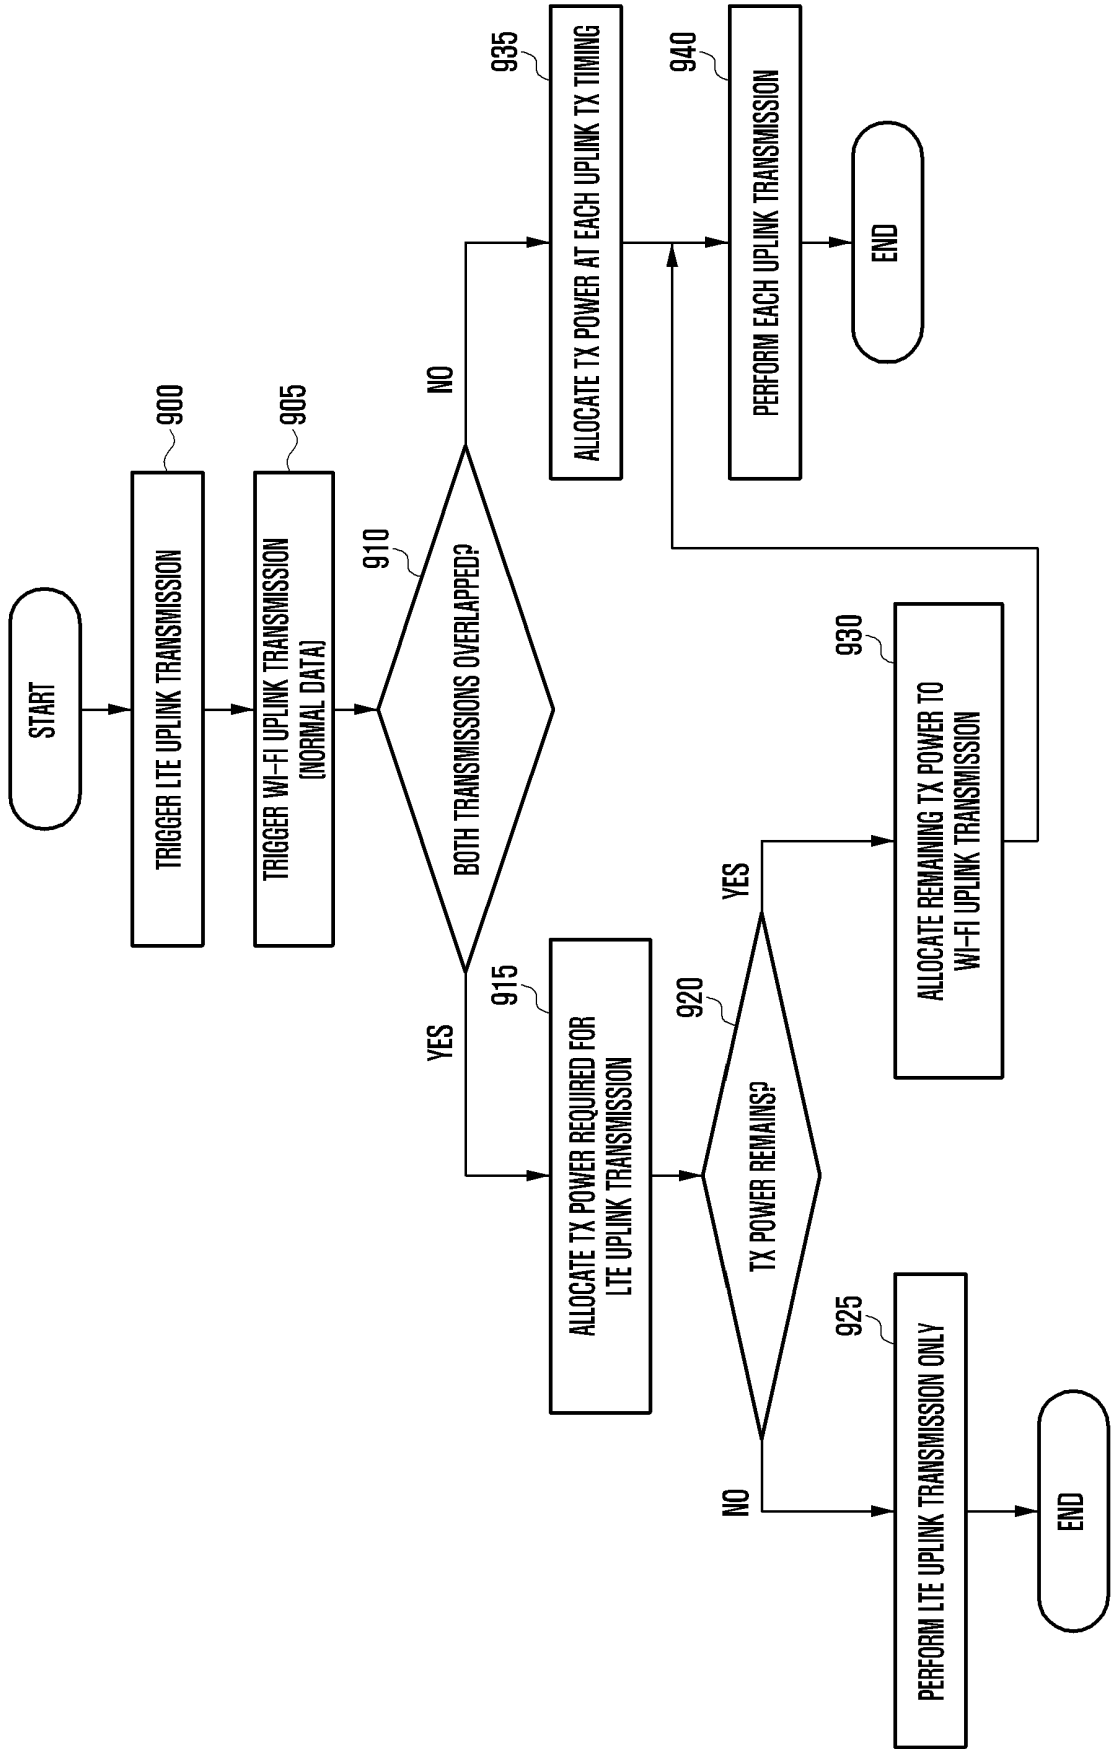 START
TRIGGER LTE UPLINK TRANSMISSION
900
TRIGGER WI-FI UPLINK TRANSMISSION
(NORMAL DATA)
905
BOTH TRANSMISSIONS OVERLAPPED?
910
YES
NO
ALLOCATE TX POWER REQUIRED FOR
LTE UPLINK TRANSMISSION
915
ALLOCATE TX POWER AT EACH UPLINK TX TIMING
935
TX POWER REMAINS?
920
NO
YES
PERFORM EACH UPLINK TRANSMISSION
940
PERFORM LTE UPLINK TRANSMISSION ONLY
925
ALLOCATE REMAINING TX POWER TO
WI-FI UPLINK TRANSMISSION
930
END
END